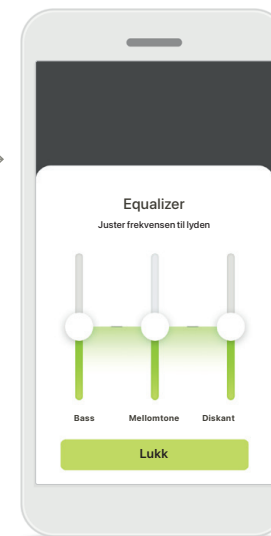 Equalizer
Juster frekvensen til lyden
Bass Mellomtone Diskant
Lukk